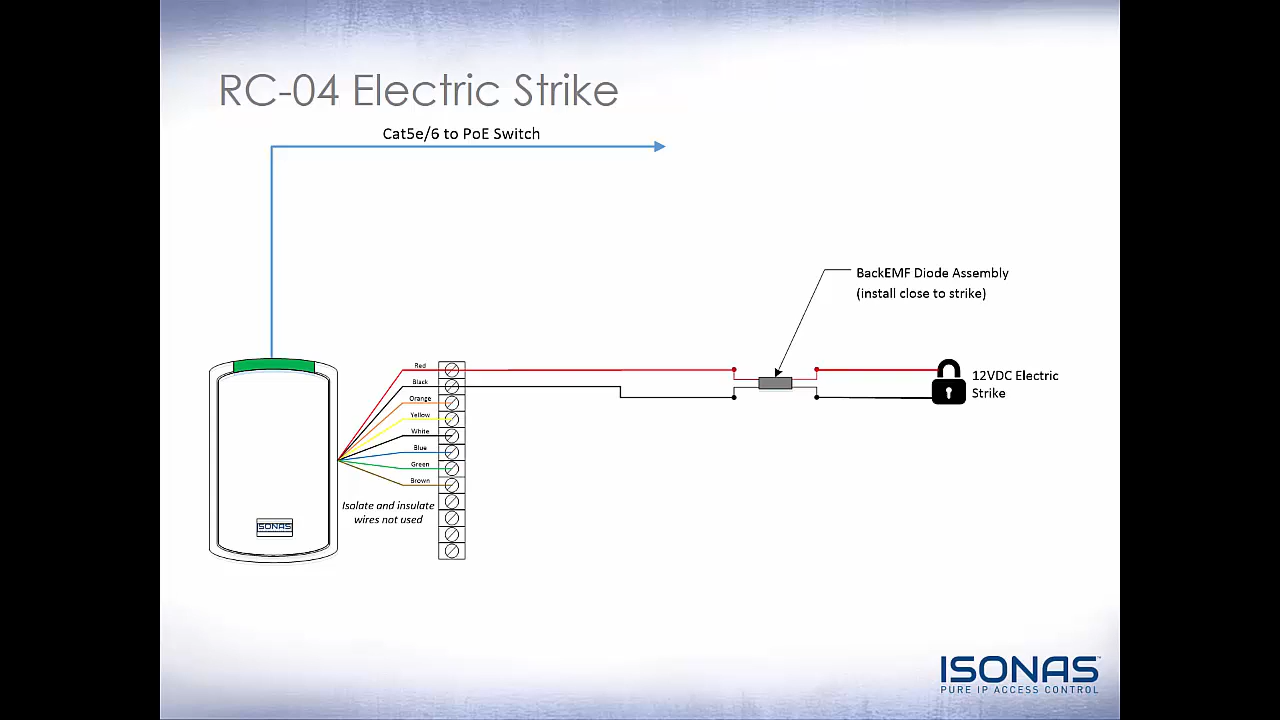 RC-04 Electric Strike
Cat5e/6 to PoE Switch
BackEMF Diode Assembly
(install close to strike)
Red
Black
Orange
Yellow
White
Blue
Green
Brown
12VDC Electric
Strike
Isolate and insulate
wires not used
ISONAS
ISONAS™
PURE IP ACCESS CONTROL